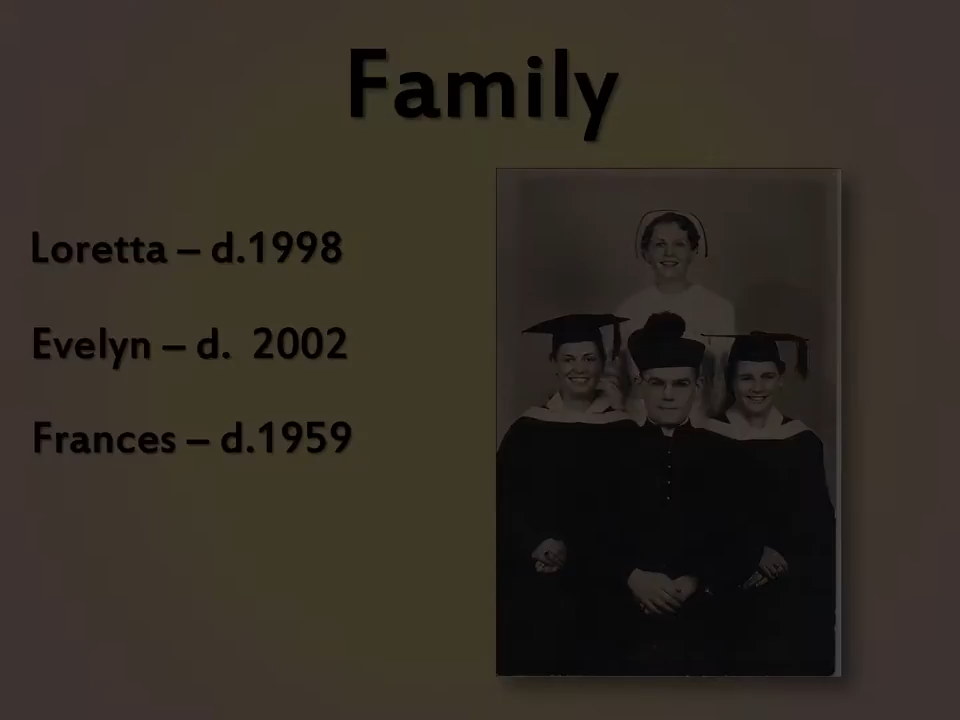 Family
Loretta – d.1998
Evelyn – d.  2002
Frances – d.1959